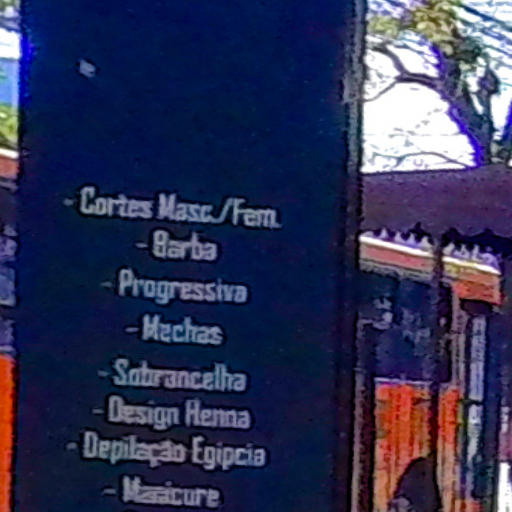 - Cortes Masc./Fem.
- Barba
- Progressiva
- Mechas
- Sobrancelha
- Design Henna
- Depilação Egipcia
- Manicure